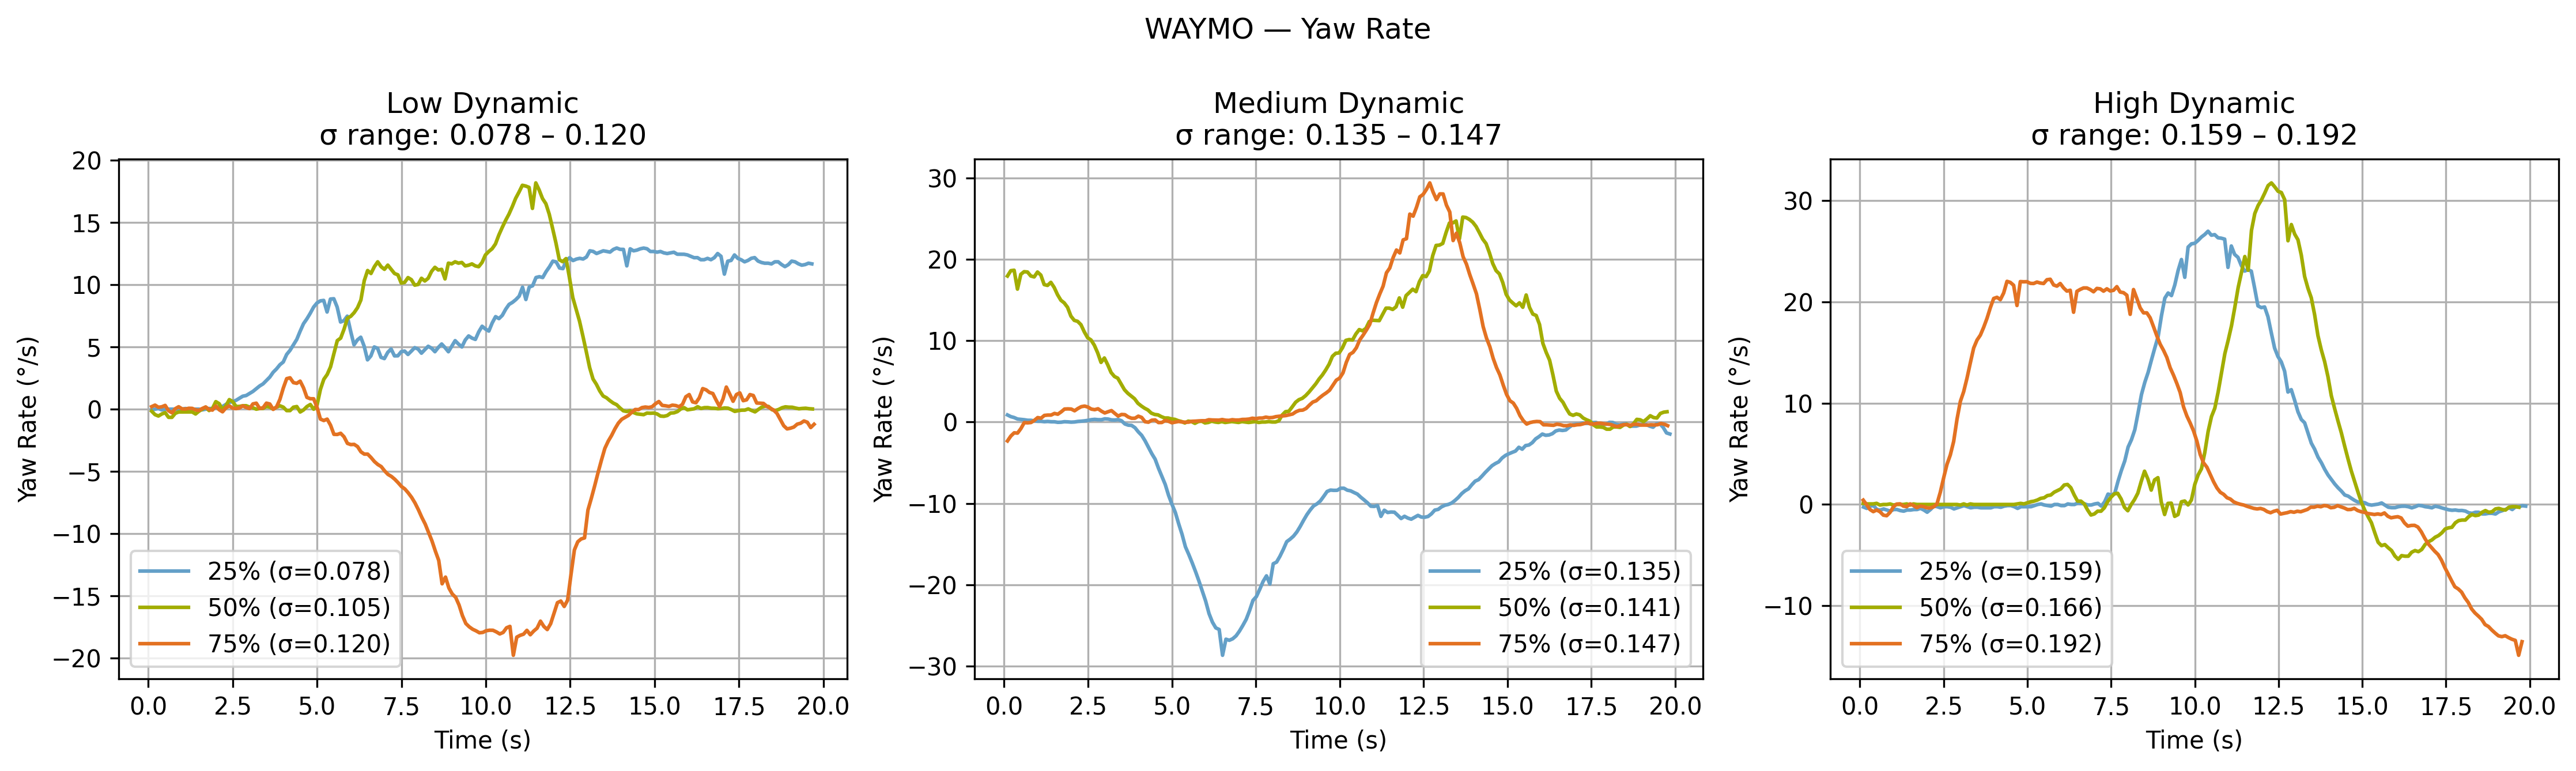 WAYMO — Yaw Rate
Low Dynamic
σ range: 0.078 – 0.120
Yaw Rate (°/s)
20
15
10
5
0
−5
−10
−15
−20
25% (σ=0.078)
50% (σ=0.105)
75% (σ=0.120)
0.0 2.5 5.0 7.5 10.0 12.5 15.0 17.5 20.0
Time (s)
Medium Dynamic
σ range: 0.135 – 0.147
Yaw Rate (°/s)
30
20
10
0
−10
−20
−30
25% (σ=0.135)
50% (σ=0.141)
75% (σ=0.147)
0.0 2.5 5.0 7.5 10.0 12.5 15.0 17.5 20.0
Time (s)
High Dynamic
σ range: 0.159 – 0.192
Yaw Rate (°/s)
30
20
10
0
−10
25% (σ=0.159)
50% (σ=0.166)
75% (σ=0.192)
0.0 2.5 5.0 7.5 10.0 12.5 15.0 17.5 20.0
Time (s)